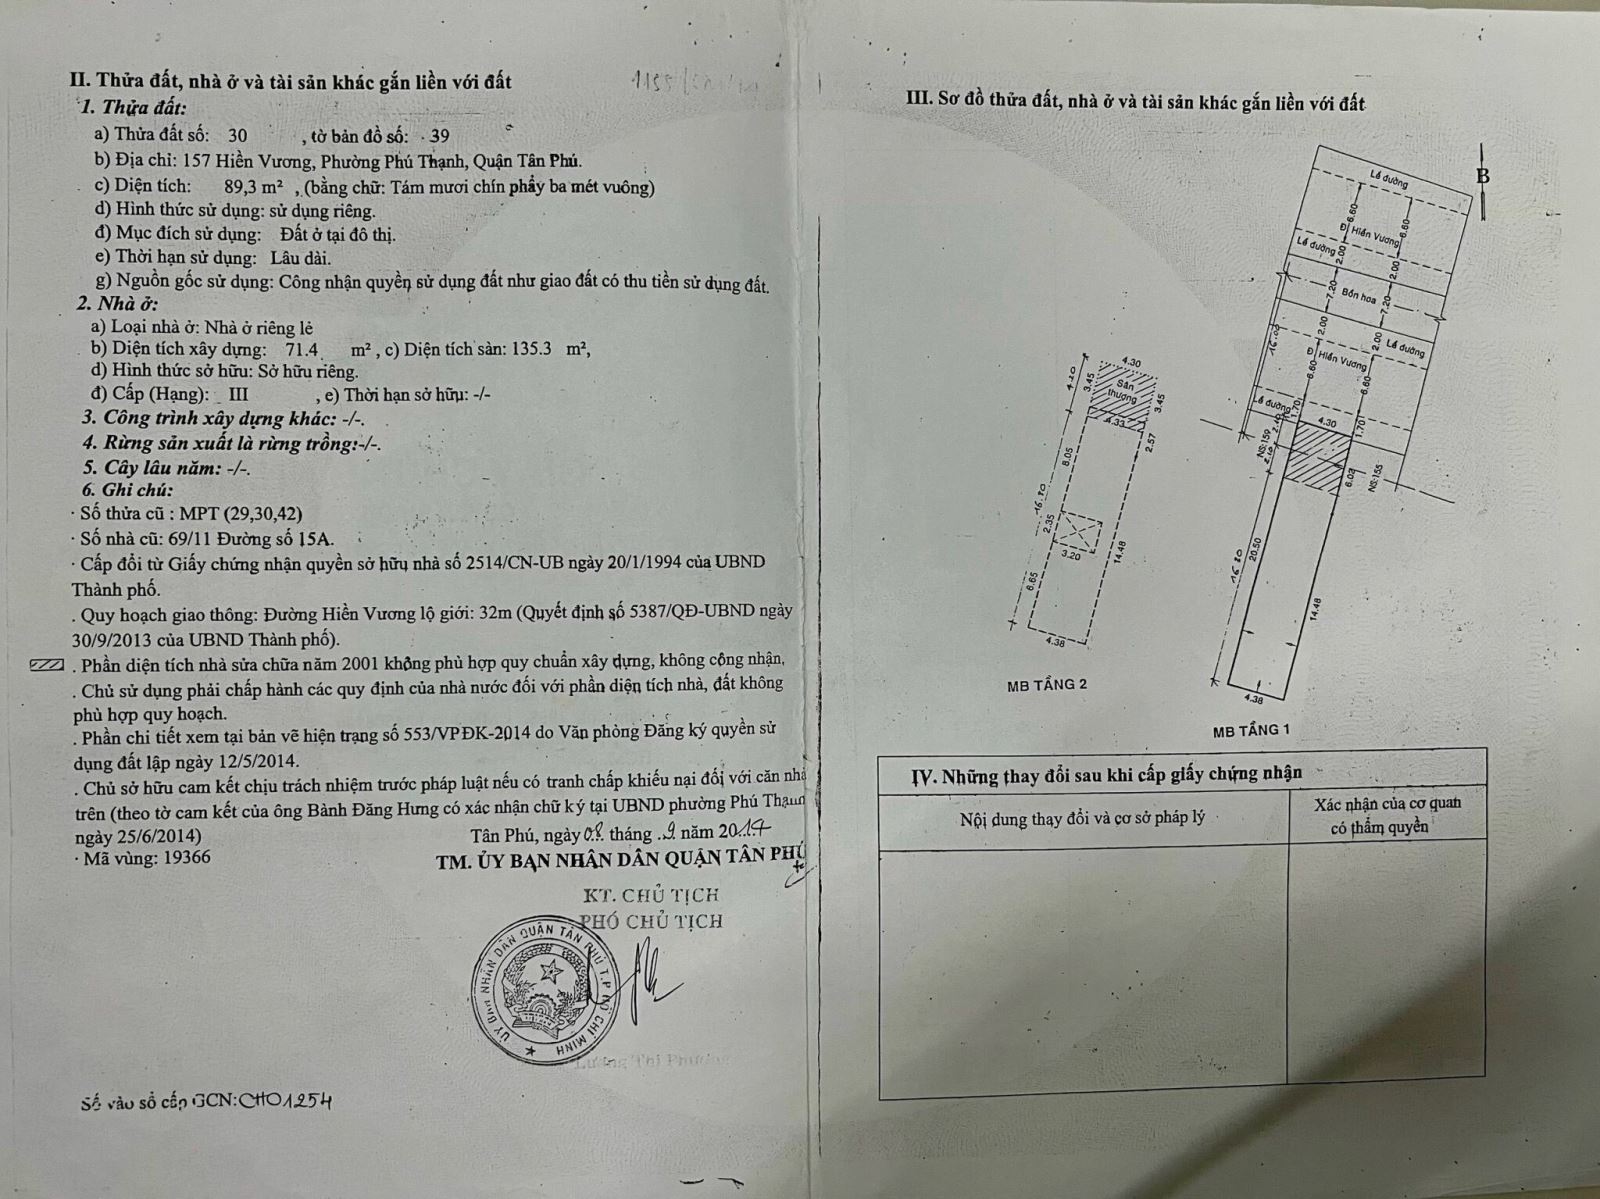 II. Thửa đất, nhà ở và tài sản khác gắn liền với đất
1. Thửa đất:
a) Thửa đất số: 30 , tờ bản đồ số: 39
b) Địa chỉ: 157 Hiền Vương, Phường Phú Thạnh, Quận Tân Phú.
c) Diện tích: 89,3 m² , (bằng chữ: Tám mươi chín phẩy ba mét vuông)
d) Hình thức sử dụng: sử dụng riêng.
đ) Mục đích sử dụng: Đất ở tại đô thị.
e) Thời hạn sử dụng: Lâu dài.
g) Nguồn gốc sử dụng: Công nhận quyền sử dụng đất như giao đất có thu tiền sử dụng đất.
2. Nhà ở:
a) Loại nhà ở: Nhà ở riêng lẻ
b) Diện tích xây dựng: 71.4 m² , c) Diện tích sàn: 135.3 m²,
d) Hình thức sở hữu: Sở hữu riêng.
đ) Cấp (Hạng): III , e) Thời hạn sở hữu: -/-
3. Công trình xây dựng khác: -/-.
4. Rừng sản xuất là rừng trồng:-/-.
5. Cây lâu năm: -/-.
6. Ghi chú:
· Số thửa cũ : MPT (29,30,42)
· Số nhà cũ: 69/11 Đường số 15A.
· Cấp đổi từ Giấy chứng nhận quyền sở hữu nhà số 2514/CN-UB ngày 20/1/1994 của UBND
Thành phố.
. Quy hoạch giao thông: Đường Hiền Vương lộ giới: 32m (Quyết định số 5387/QĐ-UBND ngày
30/9/2013 của UBND Thành phố).
. Phần diện tích nhà sửa chữa năm 2001 không phù hợp quy chuẩn xây dựng, không công nhận.
. Chủ sử dụng phải chấp hành các quy định của nhà nước đối với phần diện tích nhà, đất không
phù hợp quy hoạch.
. Phần chi tiết xem tại bản vẽ hiện trạng số 553/VPĐK-2014 do Văn phòng Đăng ký quyền sử
dụng đất lập ngày 12/5/2014.
. Chủ sở hữu cam kết chịu trách nhiệm trước pháp luật nếu có tranh chấp khiếu nại đối với căn nhà
trên (theo tờ cam kết của ông Bành Đăng Hưng có xác nhận chữ ký tại UBND phường Phú Thạnh
ngày 25/6/2014)
· Mã vùng: 19366
Tân Phú, ngày 08 tháng 9 năm 2017
TM. ỦY BAN NHÂN DÂN QUẬN TÂN PHÚ
KT. CHỦ TỊCH
PHÓ CHỦ TỊCH
ỦY BAN NHÂN DÂN QUẬN TÂN PHÚ T.P HỒ CHÍ MINH
Lương Thị Phương
Số vào sổ cấp GCN: CH01254
III. Sơ đồ thửa đất, nhà ở và tài sản khác gắn liền với đất
B
Lề đường
6.60
6.60
Đ Hiền Vương
Lề đường
2.00
2.00
7.20
Bồn hoa
7.20
2.00
2.00
Lề đường
16.00
Đ Hiền Vương
6.60
6.60
Lề đường
1.70
1.70
4.30
NS:159
2.40
2.10
6.02
NS:155
20.50
16.80
14.48
4.38
MB TẦNG 1
4.30
4.20
3.45
Sân
thượng
3.45
4.33
2.57
8.05
16.80
2.35
3.20
14.48
6.65
4.38
MB TẦNG 2
IV. Những thay đổi sau khi cấp giấy chứng nhận
Nội dung thay đổi và cơ sở pháp lý
Xác nhận của cơ quan
có thẩm quyền